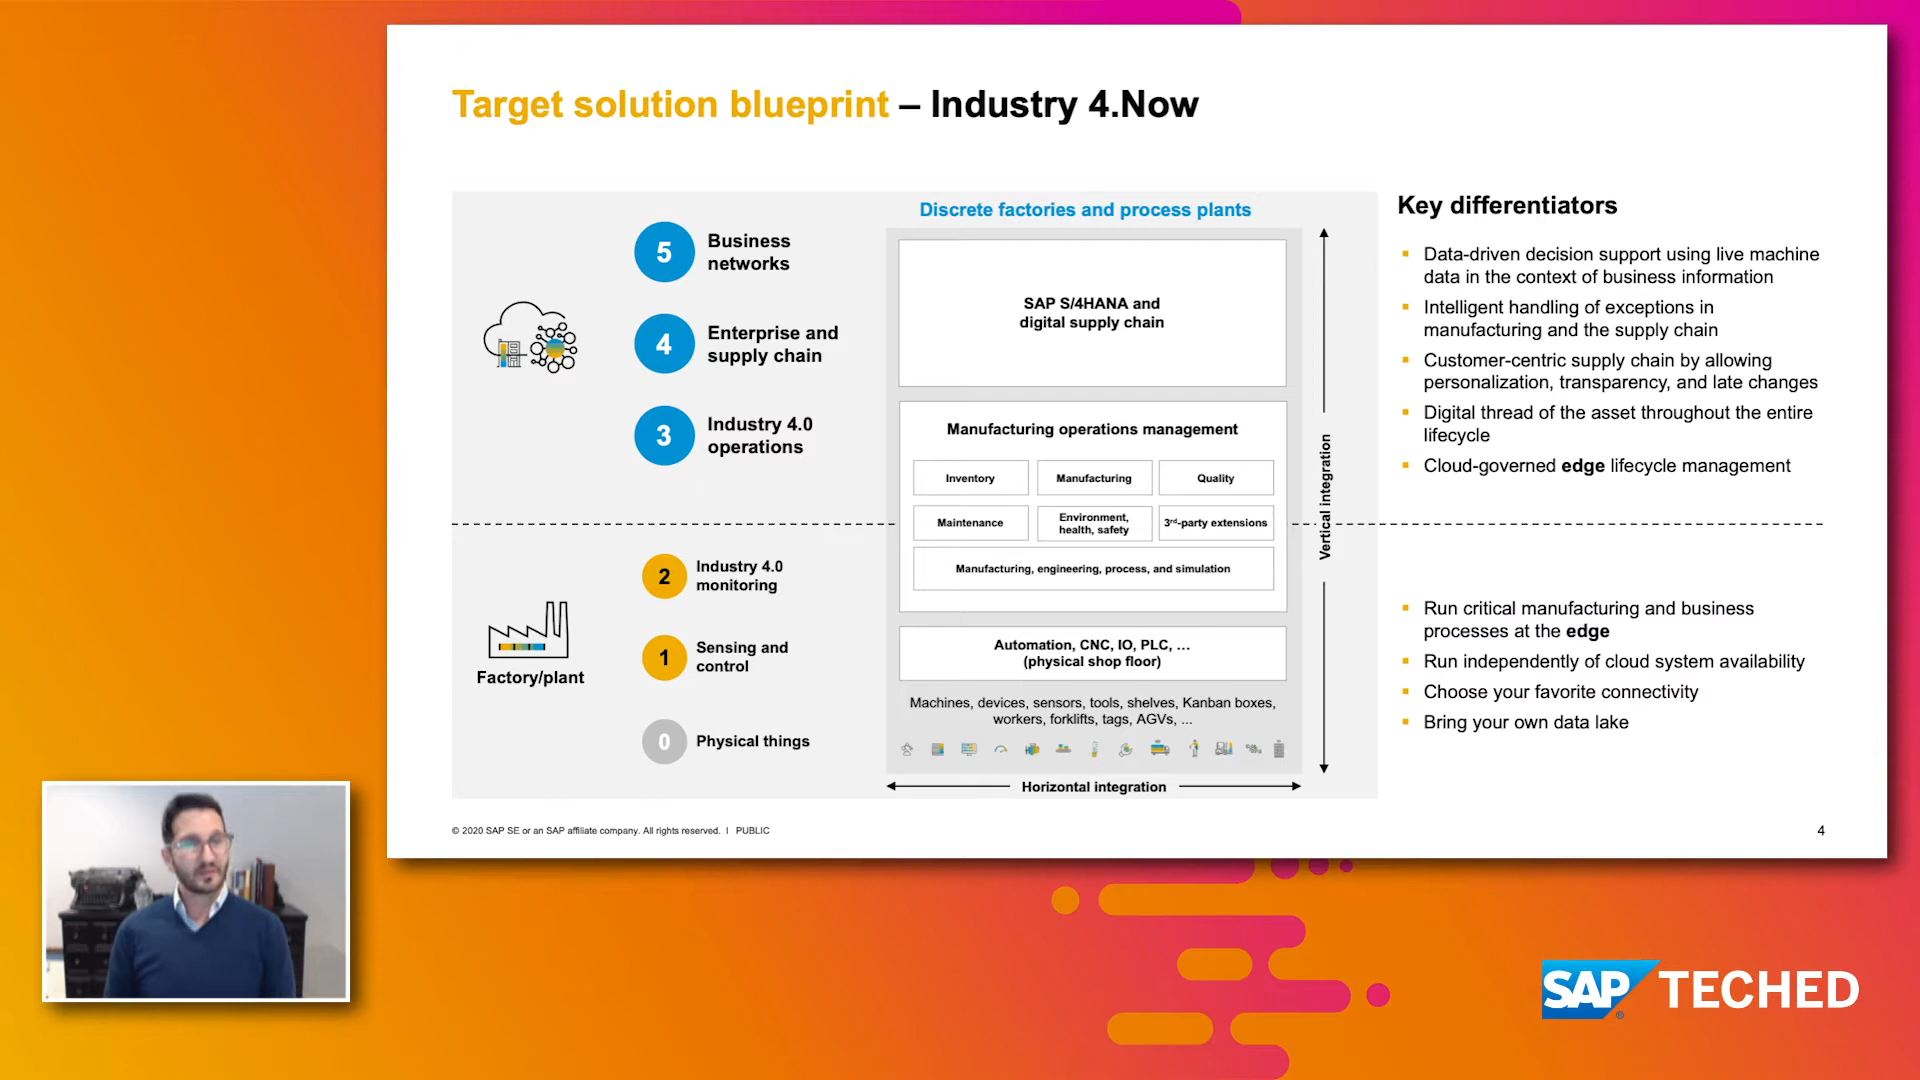 Target solution blueprint – Industry 4.Now
Discrete factories and process plants
5
Business
networks
4
Enterprise and
supply chain
3
Industry 4.0
operations
2
Industry 4.0
monitoring
1
Sensing and
control
0
Physical things
Factory/plant
SAP S/4HANA and
digital supply chain
Manufacturing operations management
Inventory
Manufacturing
Quality
Maintenance
Environment,
health, safety
3rd-party extensions
Manufacturing, engineering, process, and simulation
Automation, CNC, IO, PLC, …
(physical shop floor)
Machines, devices, sensors, tools, shelves, Kanban boxes,
workers, forklifts, tags, AGVs, ...
Horizontal integration
Vertical integration
Key differentiators
▪ Data-driven decision support using live machine
data in the context of business information
▪ Intelligent handling of exceptions in
manufacturing and the supply chain
▪ Customer-centric supply chain by allowing
personalization, transparency, and late changes
▪ Digital thread of the asset throughout the entire
lifecycle
▪ Cloud-governed edge lifecycle management
▪ Run critical manufacturing and business
processes at the edge
▪ Run independently of cloud system availability
▪ Choose your favorite connectivity
▪ Bring your own data lake
© 2020 SAP SE or an SAP affiliate company. All rights reserved. I PUBLIC
4
SAP® TECHED